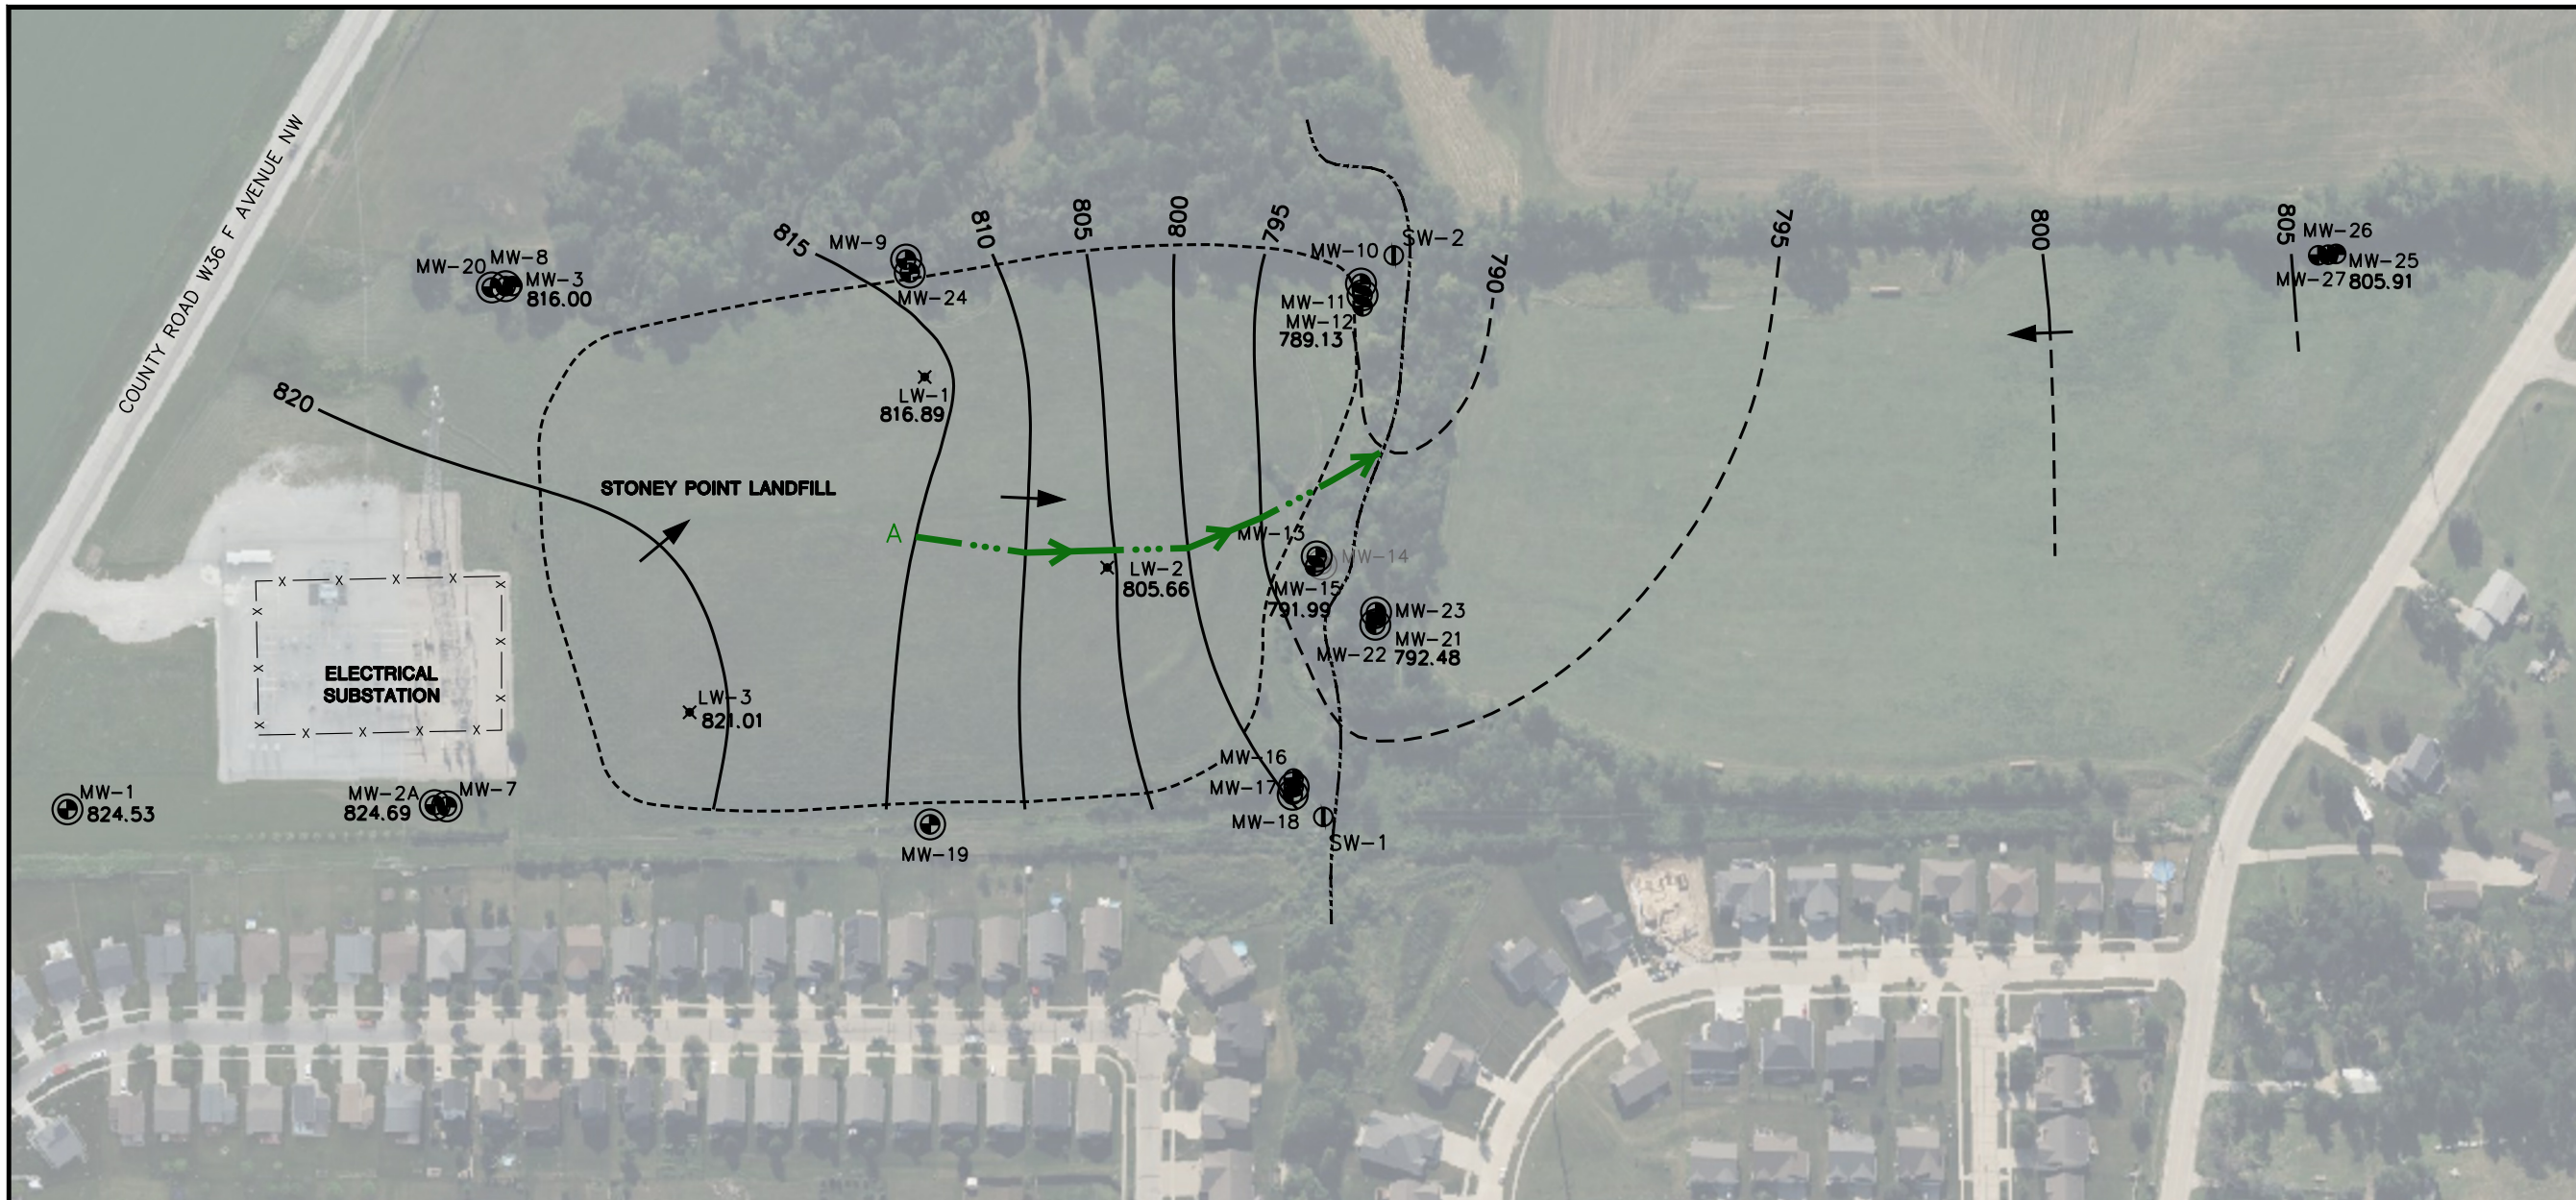 COUNTY ROAD W36 F AVENUE NW
MW-20
MW-8
MW-3
816.00
815
MW-9
MW-24
810
805
800
795
MW-10
SW-2
MW-11
MW-12
789.13
790
795
800
805
MW-26
MW-25
MW-27
805.91
820
LW-1
816.89
STONEY POINT LANDFILL
A
LW-2
805.66
MW-13
MW-14
MW-15
791.99
MW-23
MW-21
MW-22
792.48
X X X X X
X X
X X
X X X X X
ELECTRICAL
SUBSTATION
LW-3
821.01
MW-1
824.53
MW-2A
824.69
MW-7
MW-19
MW-16
MW-17
MW-18
SW-1